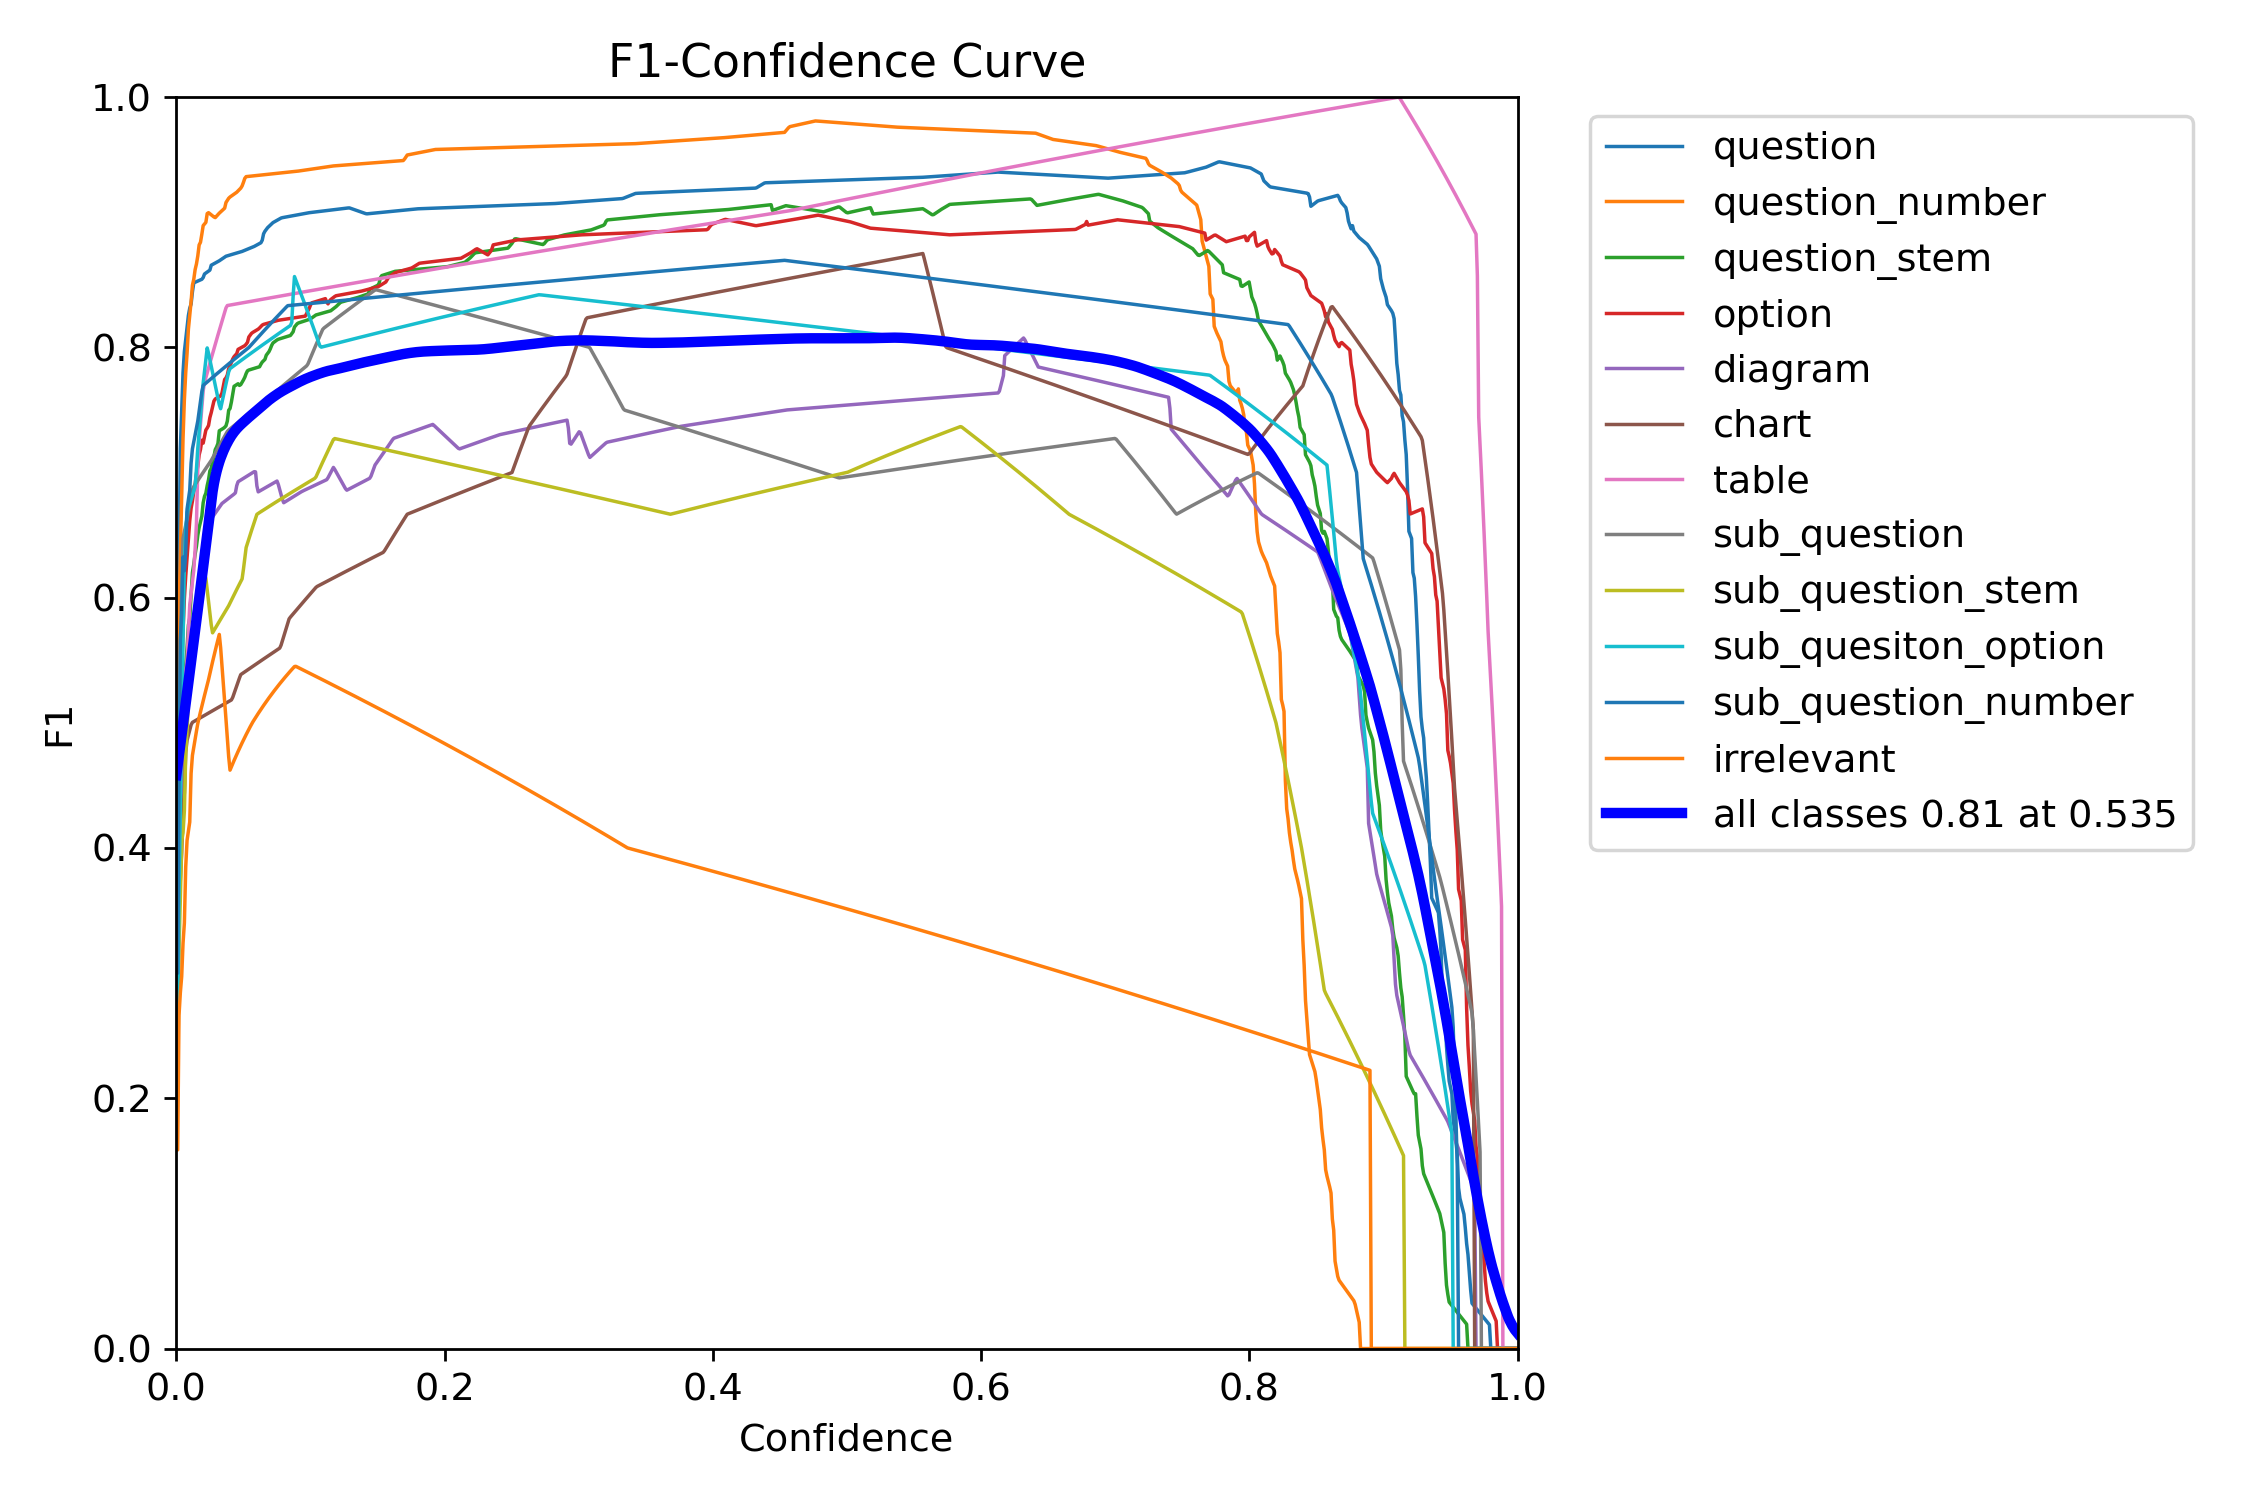 F1-Confidence Curve
1.0
0.8
0.6
0.4
0.2
0.0
F1
0.0 0.2 0.4 0.6 0.8 1.0
Confidence
question
question_number
question_stem
option
diagram
chart
table
sub_question
sub_question_stem
sub_quesiton_option
sub_question_number
irrelevant
all classes 0.81 at 0.535